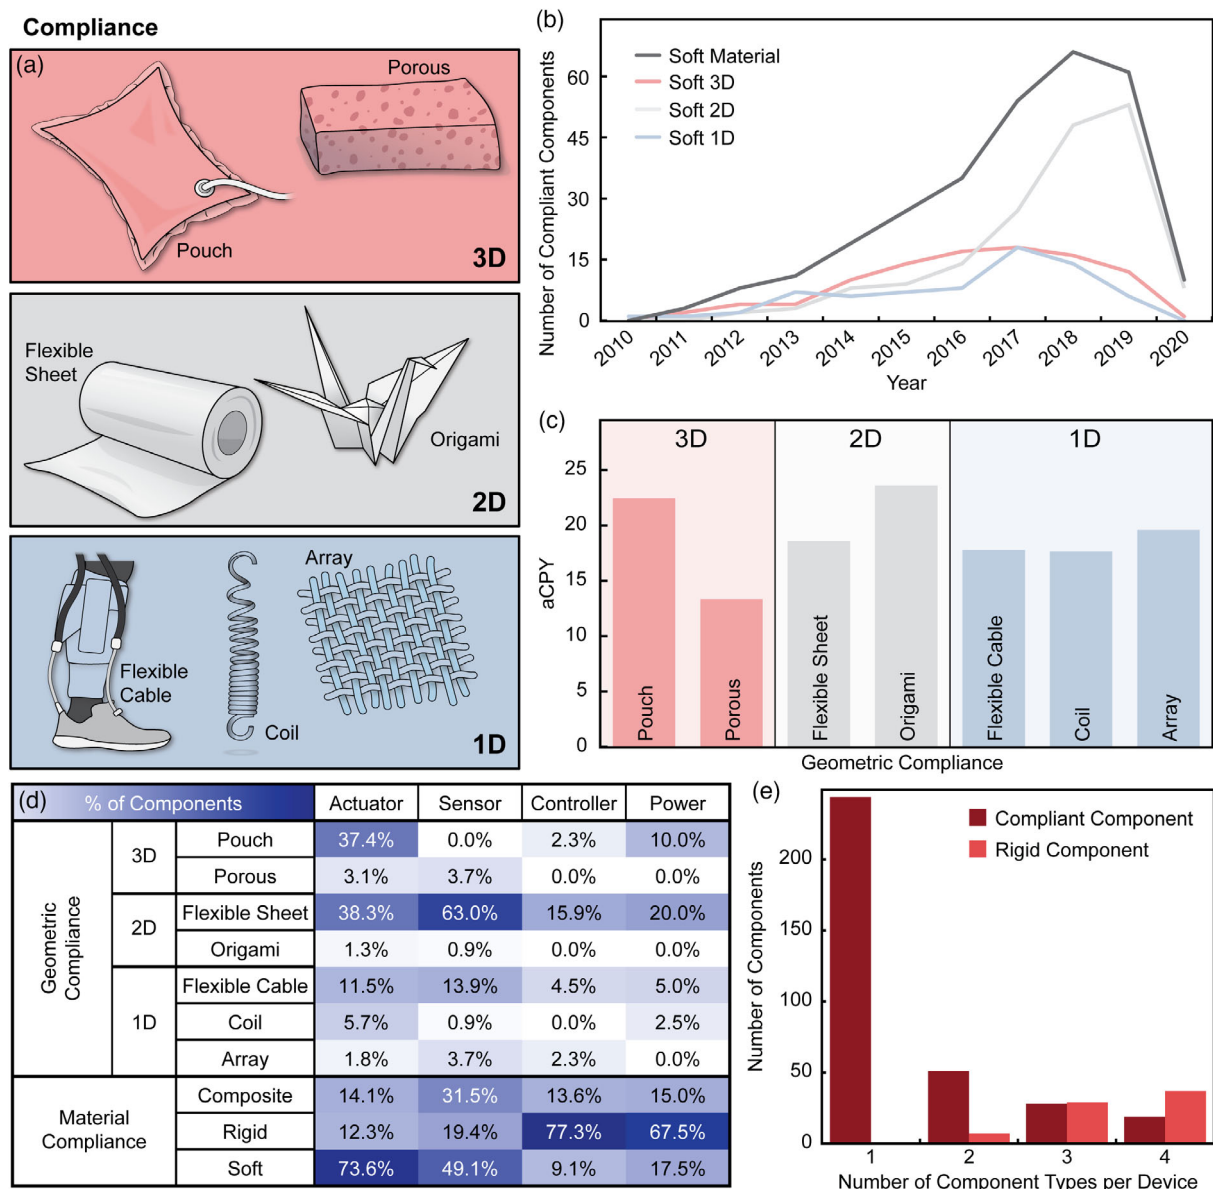 Compliance
(a)
Porous
Pouch
3D
Flexible
Sheet
Origami
2D
Array
Flexible
Cable
Coil
1D
(b)
Number of Compliant Components
60
45
30
15
0
Soft Material
Soft 3D
Soft 2D
Soft 1D
2010 2011 2012 2013 2014 2015 2016 2017 2018 2019 2020
Year
(c)
3D 2D 1D
aCPY
25
20
15
10
5
0
Pouch
Porous
Flexible Sheet
Origami
Flexible Cable
Coil
Array
Geometric Compliance
(d) % of Components Actuator Sensor Controller Power
Geometric
Compliance
3D
Pouch 37.4% 0.0% 2.3% 10.0%
Porous 3.1% 3.7% 0.0% 0.0%
2D
Flexible Sheet 38.3% 63.0% 15.9% 20.0%
Origami 1.3% 0.9% 0.0% 0.0%
1D
Flexible Cable 11.5% 13.9% 4.5% 5.0%
Coil 5.7% 0.9% 0.0% 2.5%
Array 1.8% 3.7% 2.3% 0.0%
Material
Compliance
Composite 14.1% 31.5% 13.6% 15.0%
Rigid 12.3% 19.4% 77.3% 67.5%
Soft 73.6% 49.1% 9.1% 17.5%
(e)
Number of Components
200
150
100
50
0
Compliant Component
Rigid Component
1 2 3 4
Number of Component Types per Device